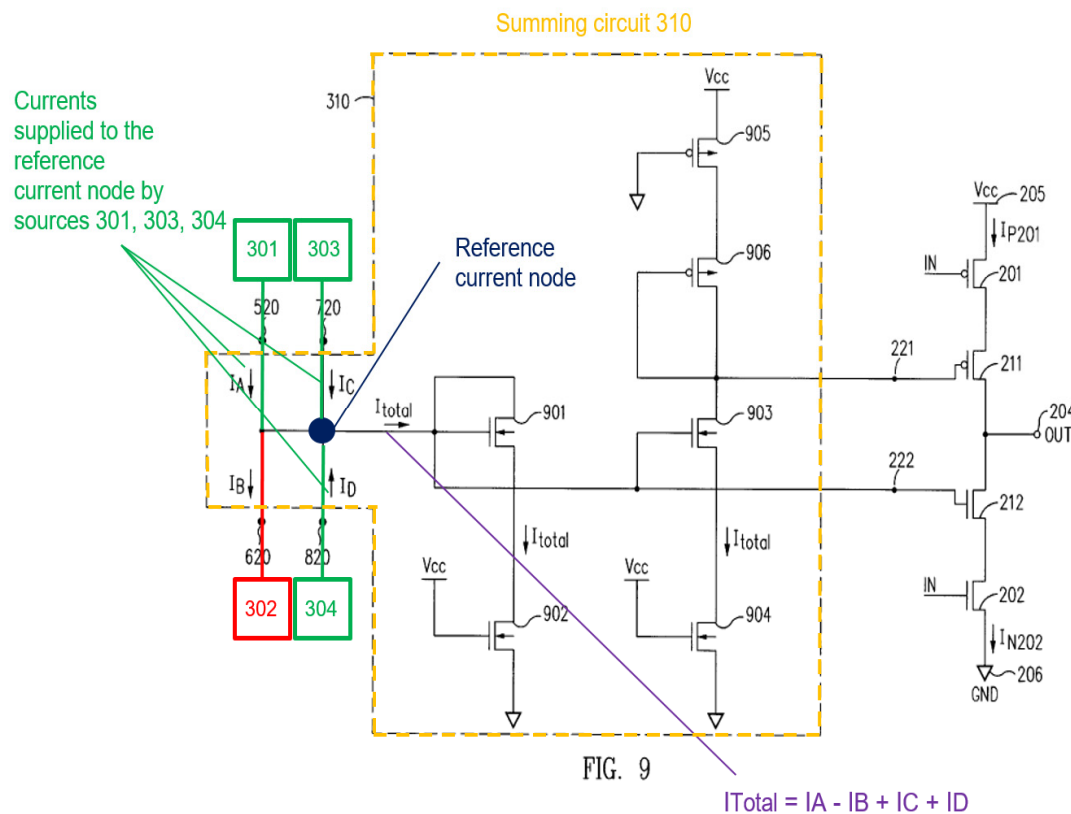 Summing circuit 310
Currents
supplied to the
reference
current node by
sources 301, 303, 304
310
Vcc
905
301
303
Reference
current node
906
Vcc
205
IP201
IN
201
520
720
221
211
IA
IC
Itotal
901
903
204
OUT
IB
ID
222
212
620
820
Itotal
Itotal
302
304
Vcc
Vcc
902
904
IN
202
IN202
206
GND
FIG. 9
ITotal = IA - IB + IC + ID